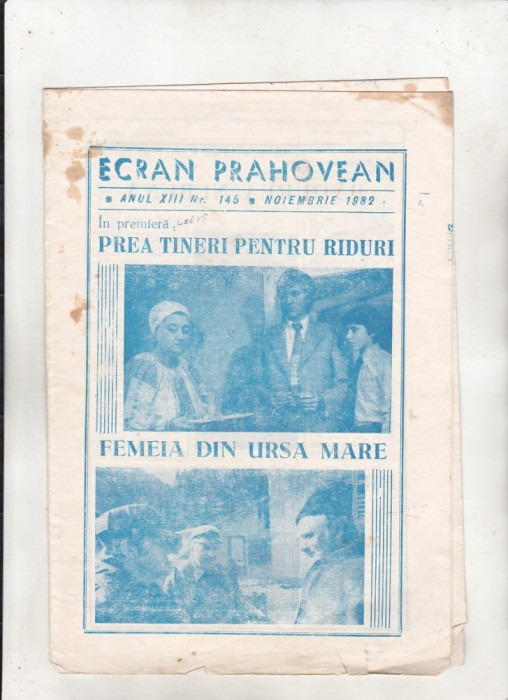 ECRAN PRAHOVEAN
ANUL XIII Nr. 145 NOIEMBRIE 1982
În premieră
PREA TINERI PENTRU RIDURI
FEMEIA DIN URSA MARE